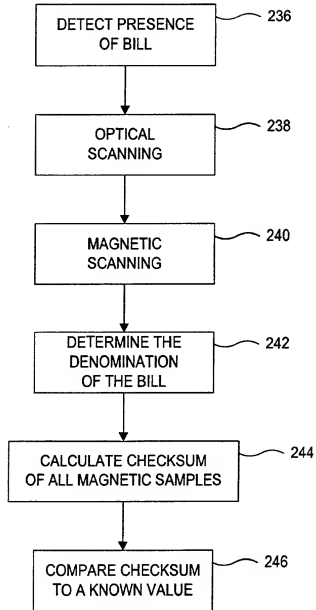 DETECT PRESENCE
OF BILL
236
OPTICAL
SCANNING
238
MAGNETIC
SCANNING
240
DETERMINE THE
DENOMINATION
OF THE BILL
242
CALCULATE CHECKSUM
OF ALL MAGNETIC SAMPLES
244
COMPARE CHECKSUM
TO A KNOWN VALUE
246